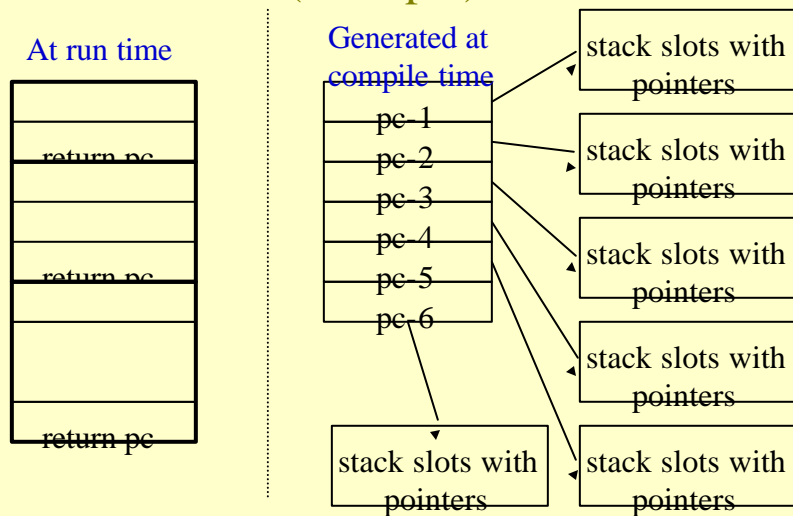 At run time
return pc
return pc
return pc
Generated at
compile time
pc-1
pc-2
pc-3
pc-4
pc-5
pc-6
stack slots with
pointers
stack slots with
pointers
stack slots with
pointers
stack slots with
pointers
stack slots with
pointers
stack slots with
pointers